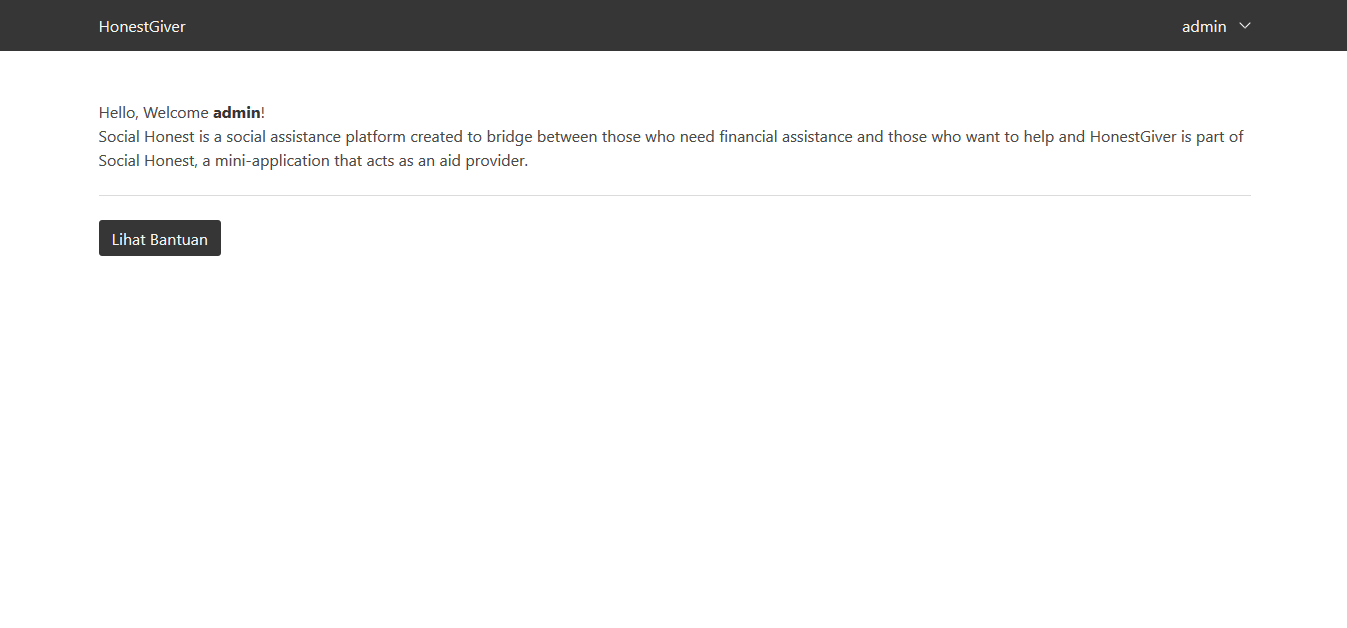 HonestGiver
admin
Hello, Welcome admin!
Social Honest is a social assistance platform created to bridge between those who need financial assistance and those who want to help and HonestGiver is part of
Social Honest, a mini-application that acts as an aid provider.
Lihat Bantuan